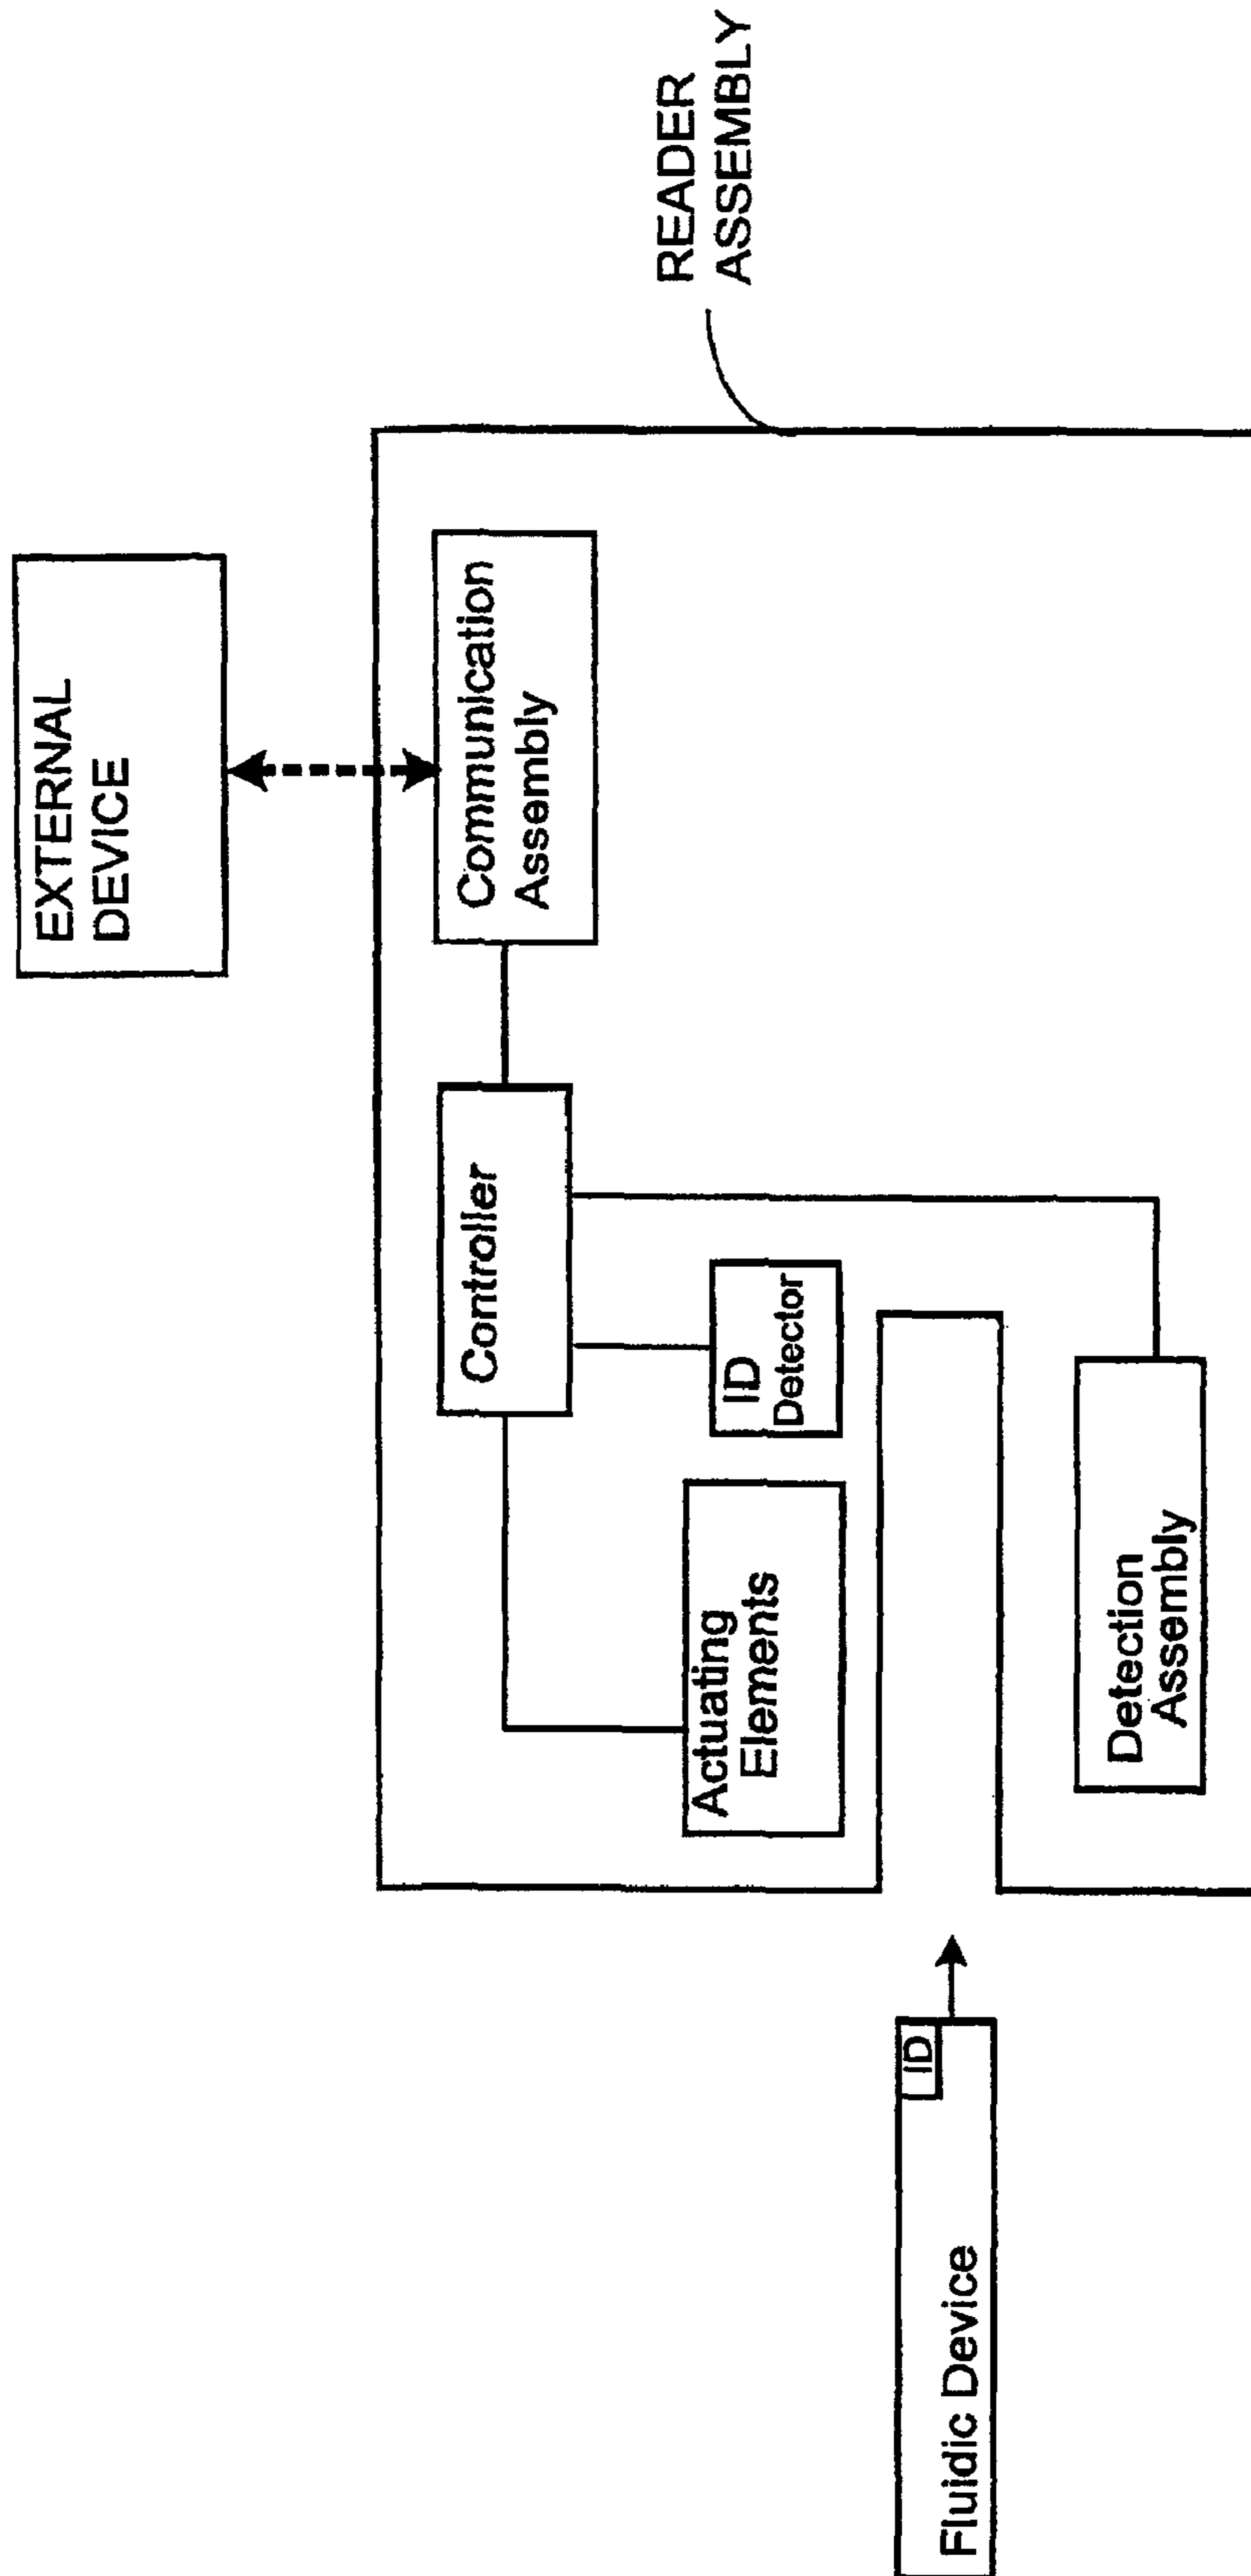 EXTERNAL
DEVICE
READER
ASSEMBLY
Communication
Assembly
Controller
ID
Detector
Actuating
Elements
Detection
Assembly
ID
Fluidic Device